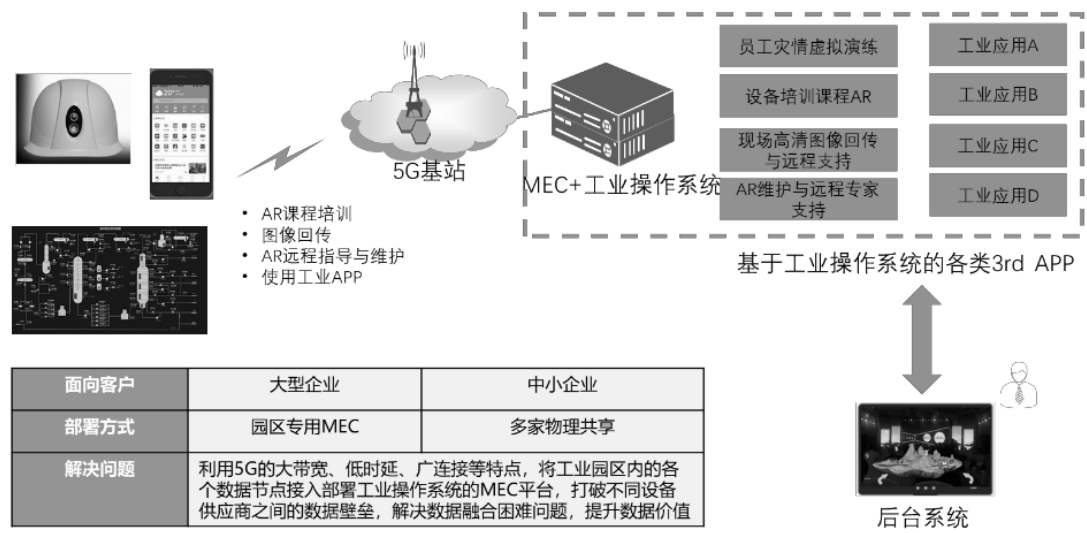 员工灾情虚拟演练
工业应用A
设备培训课程AR
工业应用B
现场高清图像回传
与远程支持
工业应用C
AR维护与远程专家
支持
工业应用D
5G基站
MEC+工业操作系统
• AR课程培训
• 图像回传
• AR远程指导与维护
• 使用工业APP
基于工业操作系统的各类3rd APP
面向客户 大型企业 中小企业
部署方式 园区专用MEC 多家物理共享
解决问题 利用5G的大带宽、低时延、广连接等特点，将工业园区内的各
个数据节点接入部署工业操作系统的MEC平台，打破不同设备
供应商之间的数据壁垒，解决数据融合困难问题，提升数据价值
后台系统